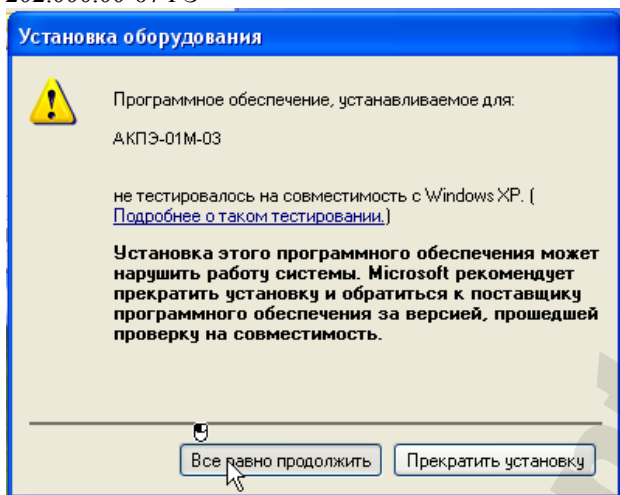 Установка оборудования
Программное обеспечение, устанавливаемое для:
АКПЭ-01М-03
не тестировалось на совместимость с Windows XP. (
Подробнее о таком тестировании.)
Установка этого программного обеспечения может
нарушить работу системы. Microsoft рекомендует
прекратить установку и обратиться к поставщику
программного обеспечения за версией, прошедшей
проверку на совместимость.
Все равно продолжить
Прекратить установку